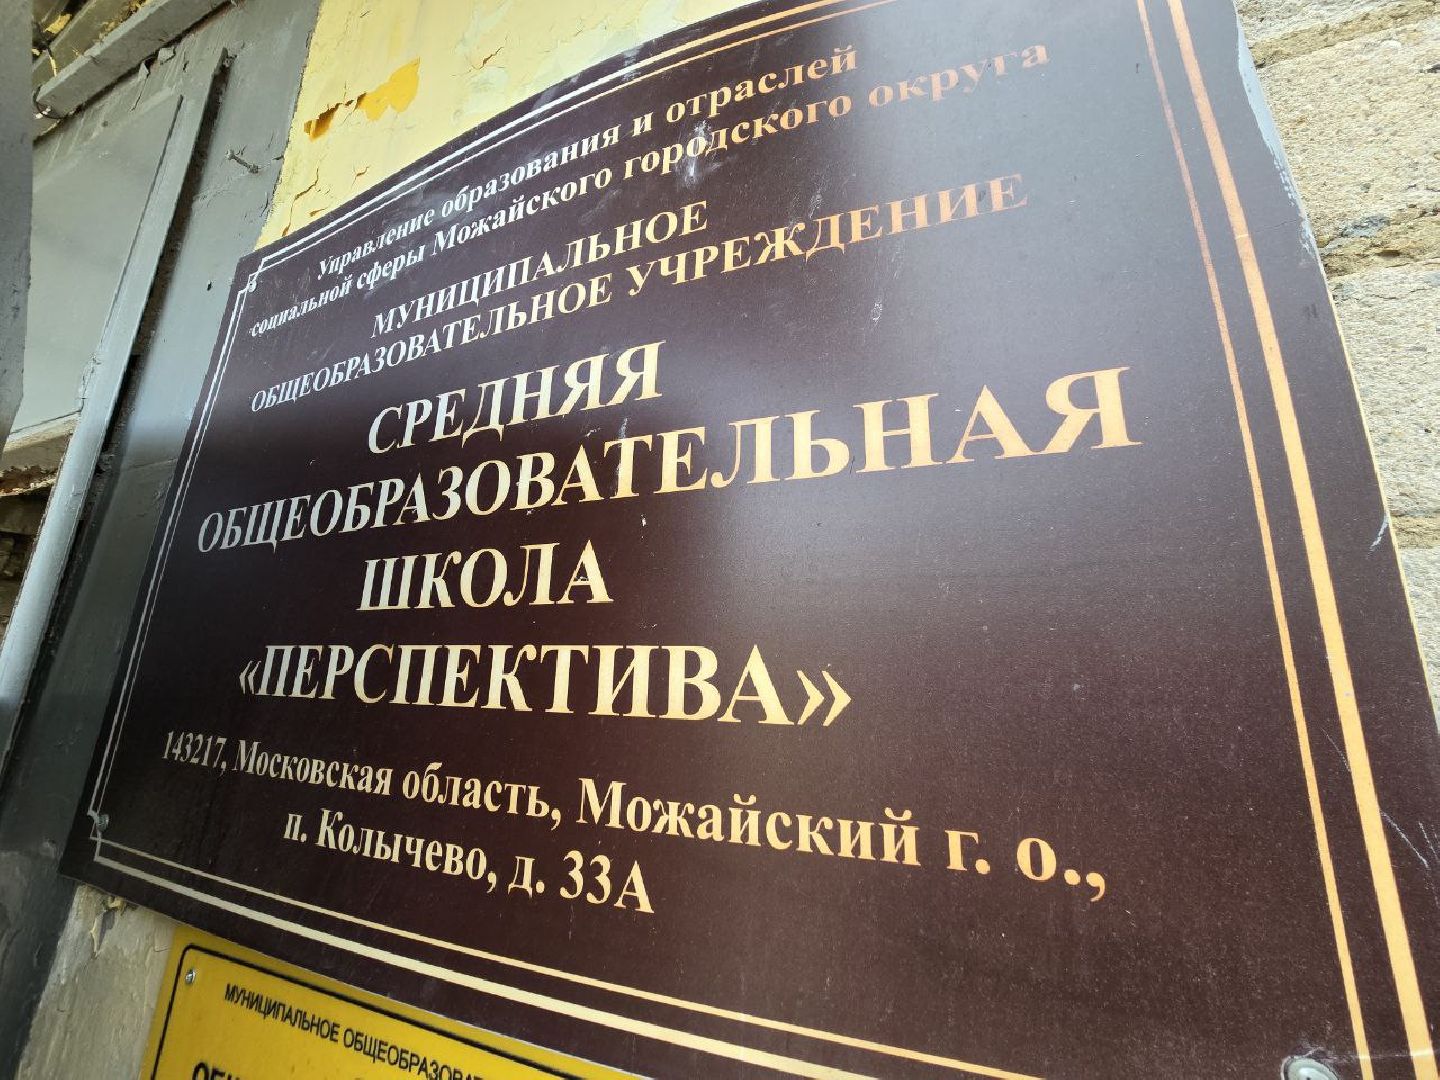 Управление образования и отраслей
социальной сферы Можайского городского округа
МУНИЦИПАЛЬНОЕ
ОБЩЕОБРАЗОВАТЕЛЬНОЕ УЧРЕЖДЕНИЕ
СРЕДНЯЯ
ОБЩЕОБРАЗОВАТЕЛЬНАЯ
ШКОЛА
«ПЕРСПЕКТИВА»
143217, Московская область, Можайский г. о.,
п. Колычево, д. 33А
МУНИЦИПАЛЬНОЕ